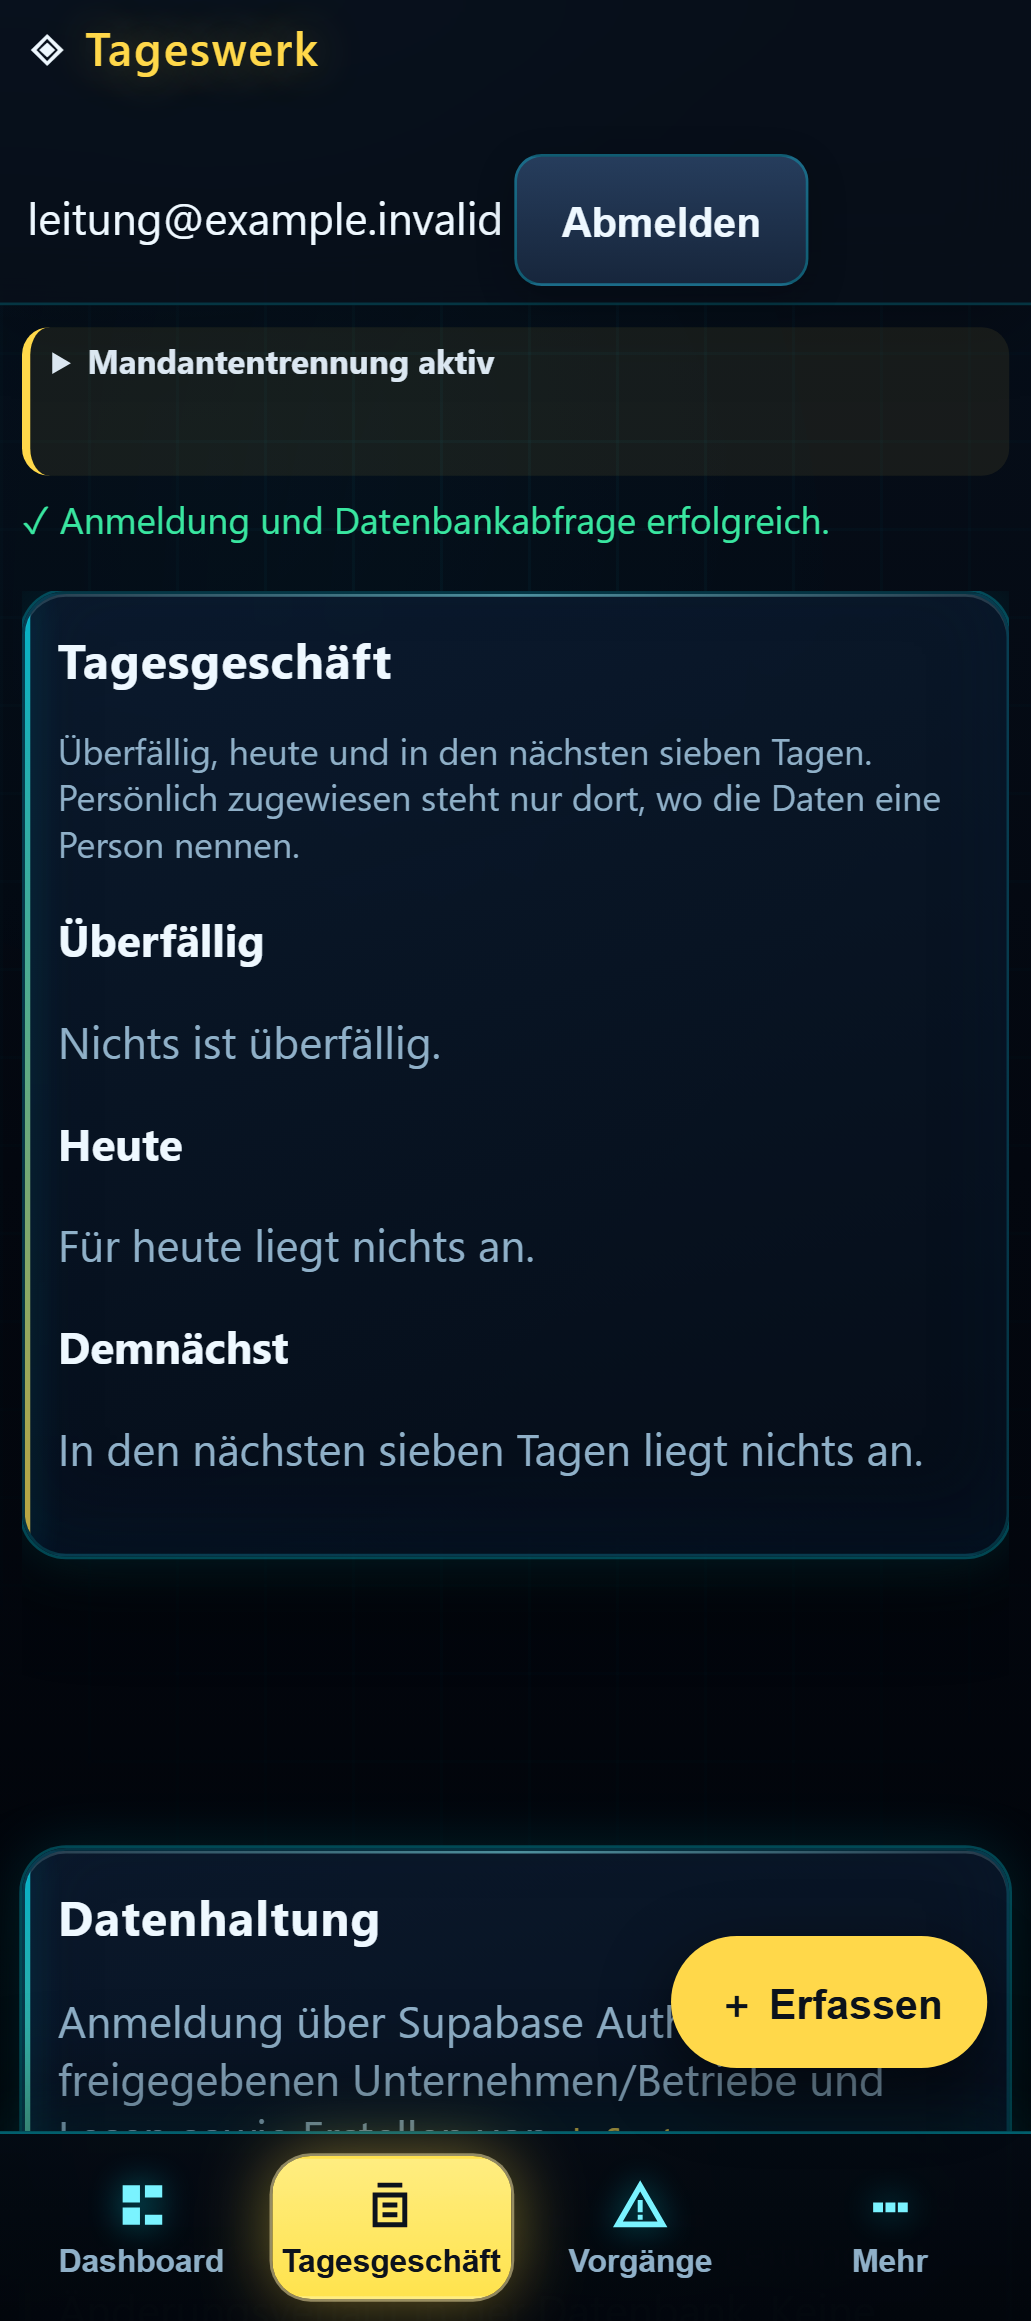 Tageswerk
leitung@example.invalid
Abmelden
Mandantentrennung aktiv
✓ Anmeldung und Datenbankabfrage erfolgreich.
Tagesgeschäft
Überfällig, heute und in den nächsten sieben Tagen.
Persönlich zugewiesen steht nur dort, wo die Daten eine
Person nennen.
Überfällig
Nichts ist überfällig.
Heute
Für heute liegt nichts an.
Demnächst
In den nächsten sieben Tagen liegt nichts an.
Datenhaltung
Anmeldung über Supabase
freigegebenen Unternehmen/Betriebe und
+ Erfassen
Dashboard
Tagesgeschäft
Vorgänge
Mehr